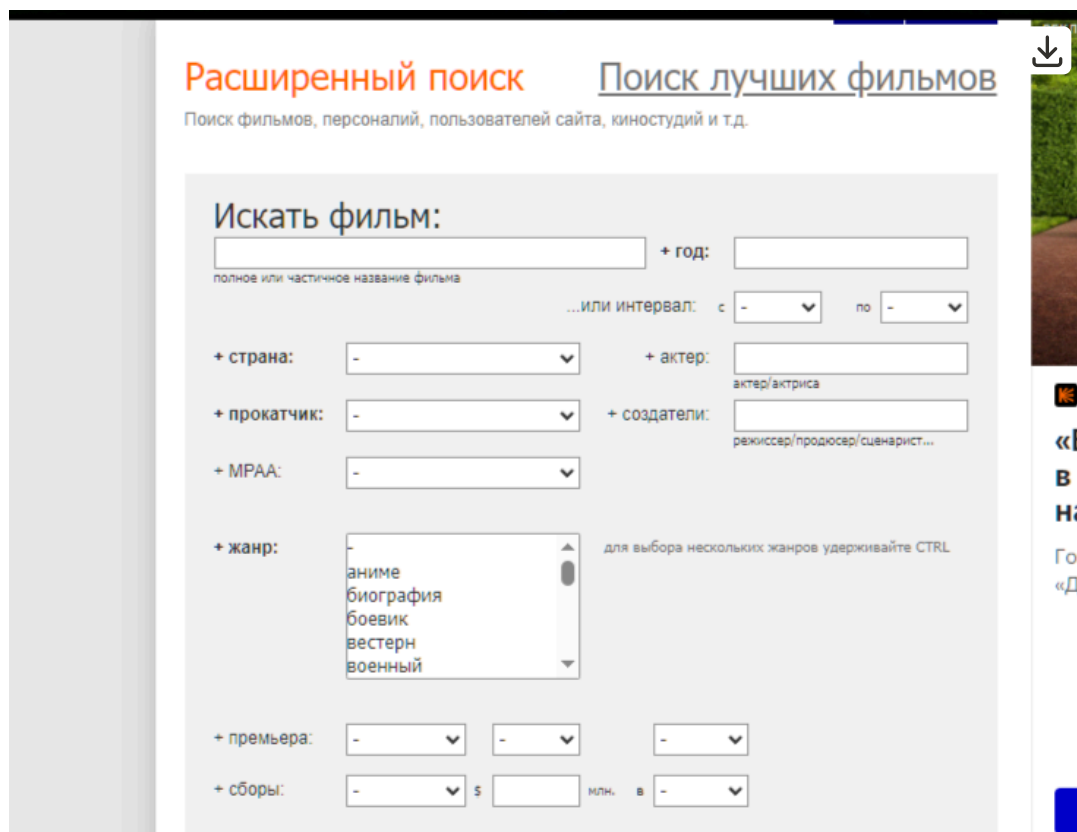 Расширенный поиск Поиск лучших фильмов
Поиск фильмов, персоналий, пользователей сайта, киностудий и т.д.
Искать фильм:
+ год:
полное или частичное название фильма
...или интервал: с - по -
+ страна: - + актер:
актер/актриса
+ прокатчик: - + создатели:
режиссер/продюсер/сценарист...
+ MPAA: -
+ жанр: - для выбора нескольких жанров удерживайте CTRL
аниме
биография
боевик
вестерн
военный
+ премьера: - - -
+ сборы: - $ млн. в -
в